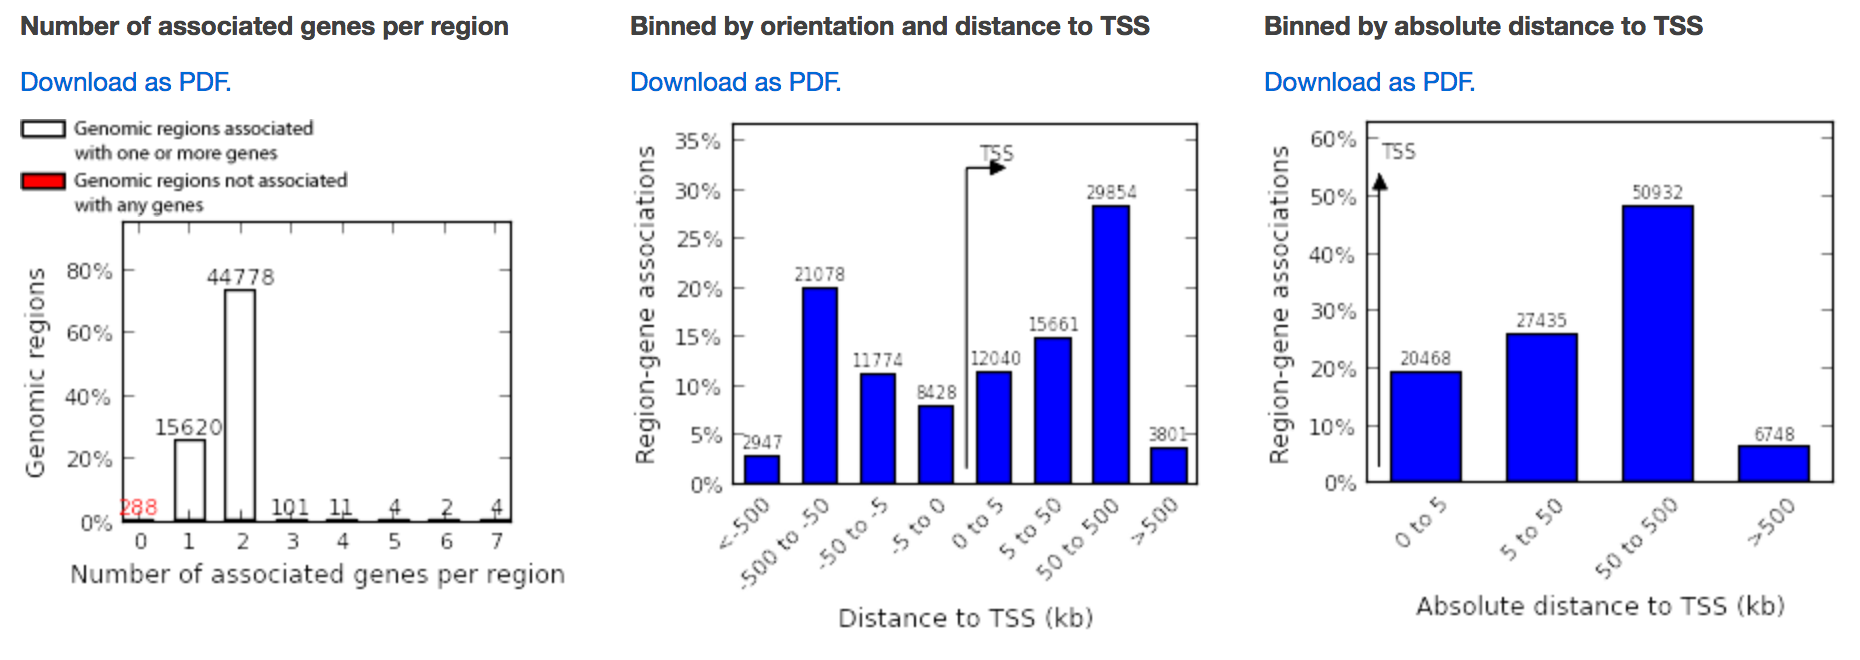 Number of associated genes per region
Download as PDF.
Genomic regions associated
with one or more genes
Genomic regions not associated
with any genes
Genomic regions
80%
60%
40%
20%
0%
288
15620
44778
101
11
4
2
4
0 1 2 3 4 5 6 7
Number of associated genes per region
Binned by orientation and distance to TSS
Download as PDF.
Region-gene associations
35%
30%
25%
20%
15%
10%
5%
0%
TSS
2947
21078
11774
8428
12040
15661
29854
3801
<-500
-500 to -50
-50 to -5
-5 to 0
0 to 5
5 to 50
50 to 500
>500
Distance to TSS (kb)
Binned by absolute distance to TSS
Download as PDF.
Region-gene associations
60%
50%
40%
30%
20%
10%
0%
TSS
20468
27435
50932
6748
0 to 5
5 to 50
50 to 500
>500
Absolute distance to TSS (kb)